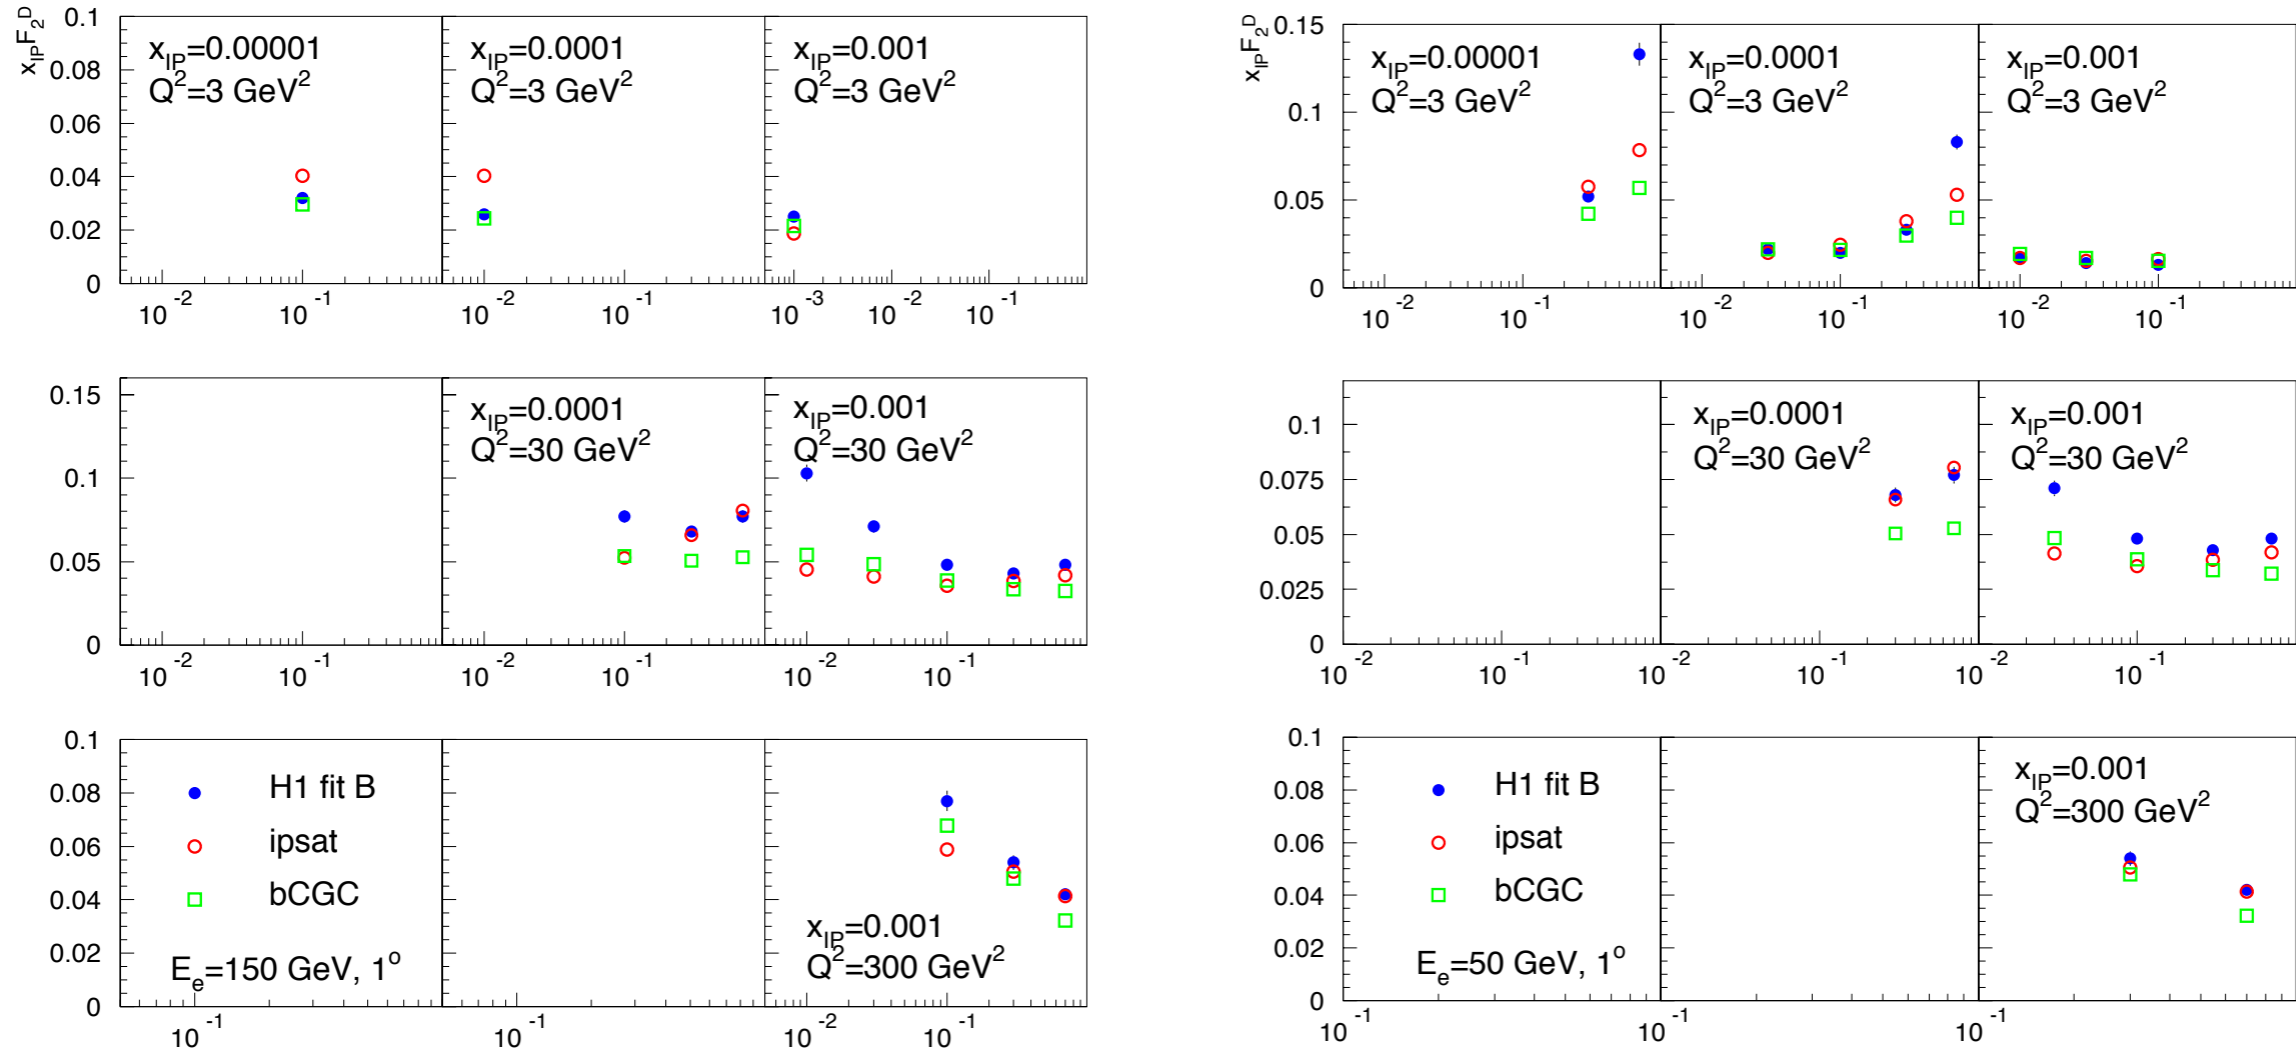 x_IP F_2^D
0.1
0.08
0.06
0.04
0.02
0
x_IP=0.00001
Q^2=3 GeV^2
x_IP=0.0001
Q^2=3 GeV^2
x_IP=0.001
Q^2=3 GeV^2
10^-2 10^-1 10^-2 10^-1 10^-3 10^-2 10^-1
0.15
0.1
0.05
0
x_IP=0.0001
Q^2=30 GeV^2
x_IP=0.001
Q^2=30 GeV^2
10^-2 10^-1 10^-2 10^-1 10^-2 10^-1
0.1
0.08
0.06
0.04
0.02
0
H1 fit B
ipsat
bCGC
E_e=150 GeV, 1^o
x_IP=0.001
Q^2=300 GeV^2
10^-1 10^-1 10^-2 10^-1
x_IP F_2^D
0.15
0.1
0.05
0
x_IP=0.00001
Q^2=3 GeV^2
x_IP=0.0001
Q^2=3 GeV^2
x_IP=0.001
Q^2=3 GeV^2
10^-2 10^-1 10^-2 10^-1 10^-2 10^-1
0.1
0.075
0.05
0.025
0
x_IP=0.0001
Q^2=30 GeV^2
x_IP=0.001
Q^2=30 GeV^2
10^-2 10^-1 10^-2 10^-1 10^-2 10^-1
0.1
0.08
0.06
0.04
0.02
0
H1 fit B
ipsat
bCGC
E_e=50 GeV, 1^o
x_IP=0.001
Q^2=300 GeV^2
10^-1 10^-1 10^-1